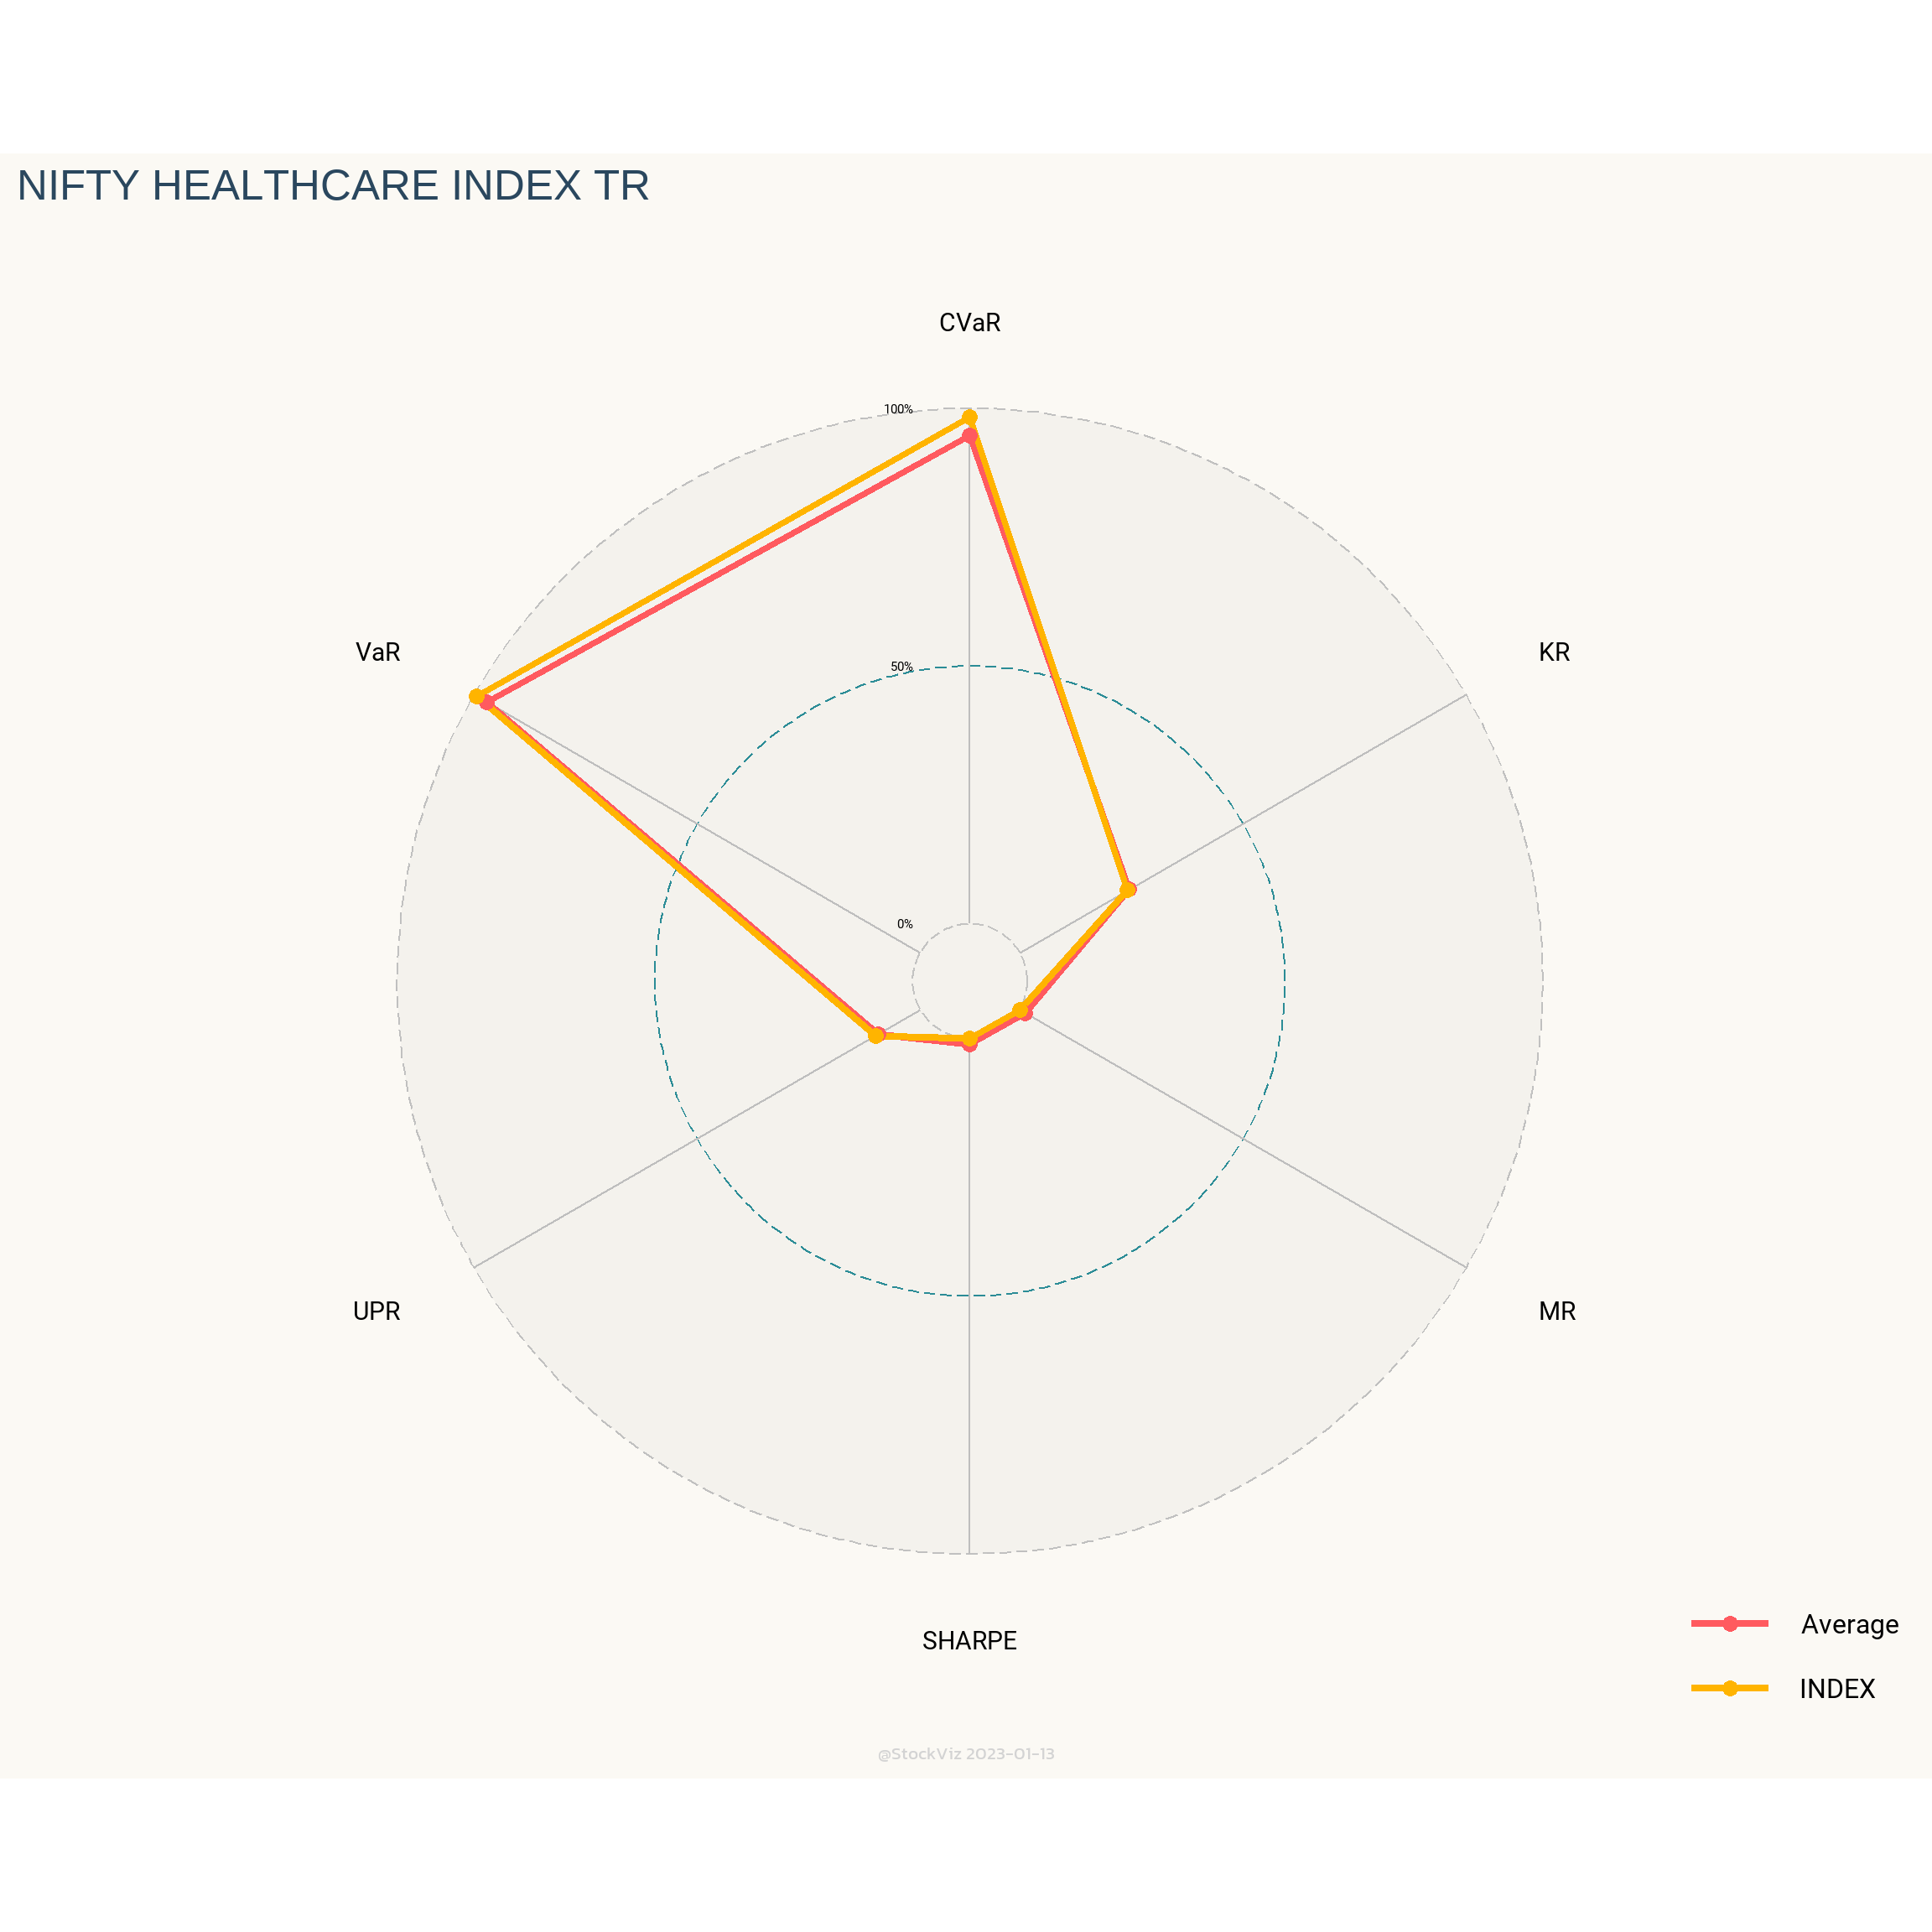 NIFTY HEALTHCARE INDEX TR
CVaR
100%
VaR
KR
50%
0%
UPR
MR
SHARPE
Average
INDEX
@StockViz 2023-01-13